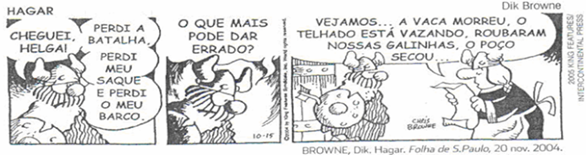 HAGAR
Dik Browne
CHEGUEI,
HELGA!
PERDI A
BATALHA.
PERDI
MEU
SAQUE
E PERDI
O MEU
BARCO.
O QUE MAIS
PODE DAR
ERRADO?
10-15
VEJAMOS... A VACA MORREU, O
TELHADO ESTÁ VAZANDO, ROUBARAM
NOSSAS GALINHAS, O POÇO
SECOU...
CHRIS
BROWNE
2005 KING FEATURES/
INTERCONTINENTAL PRESS
BROWNE, Dik. Hagar. Folha de S.Paulo, 20 nov. 2004.